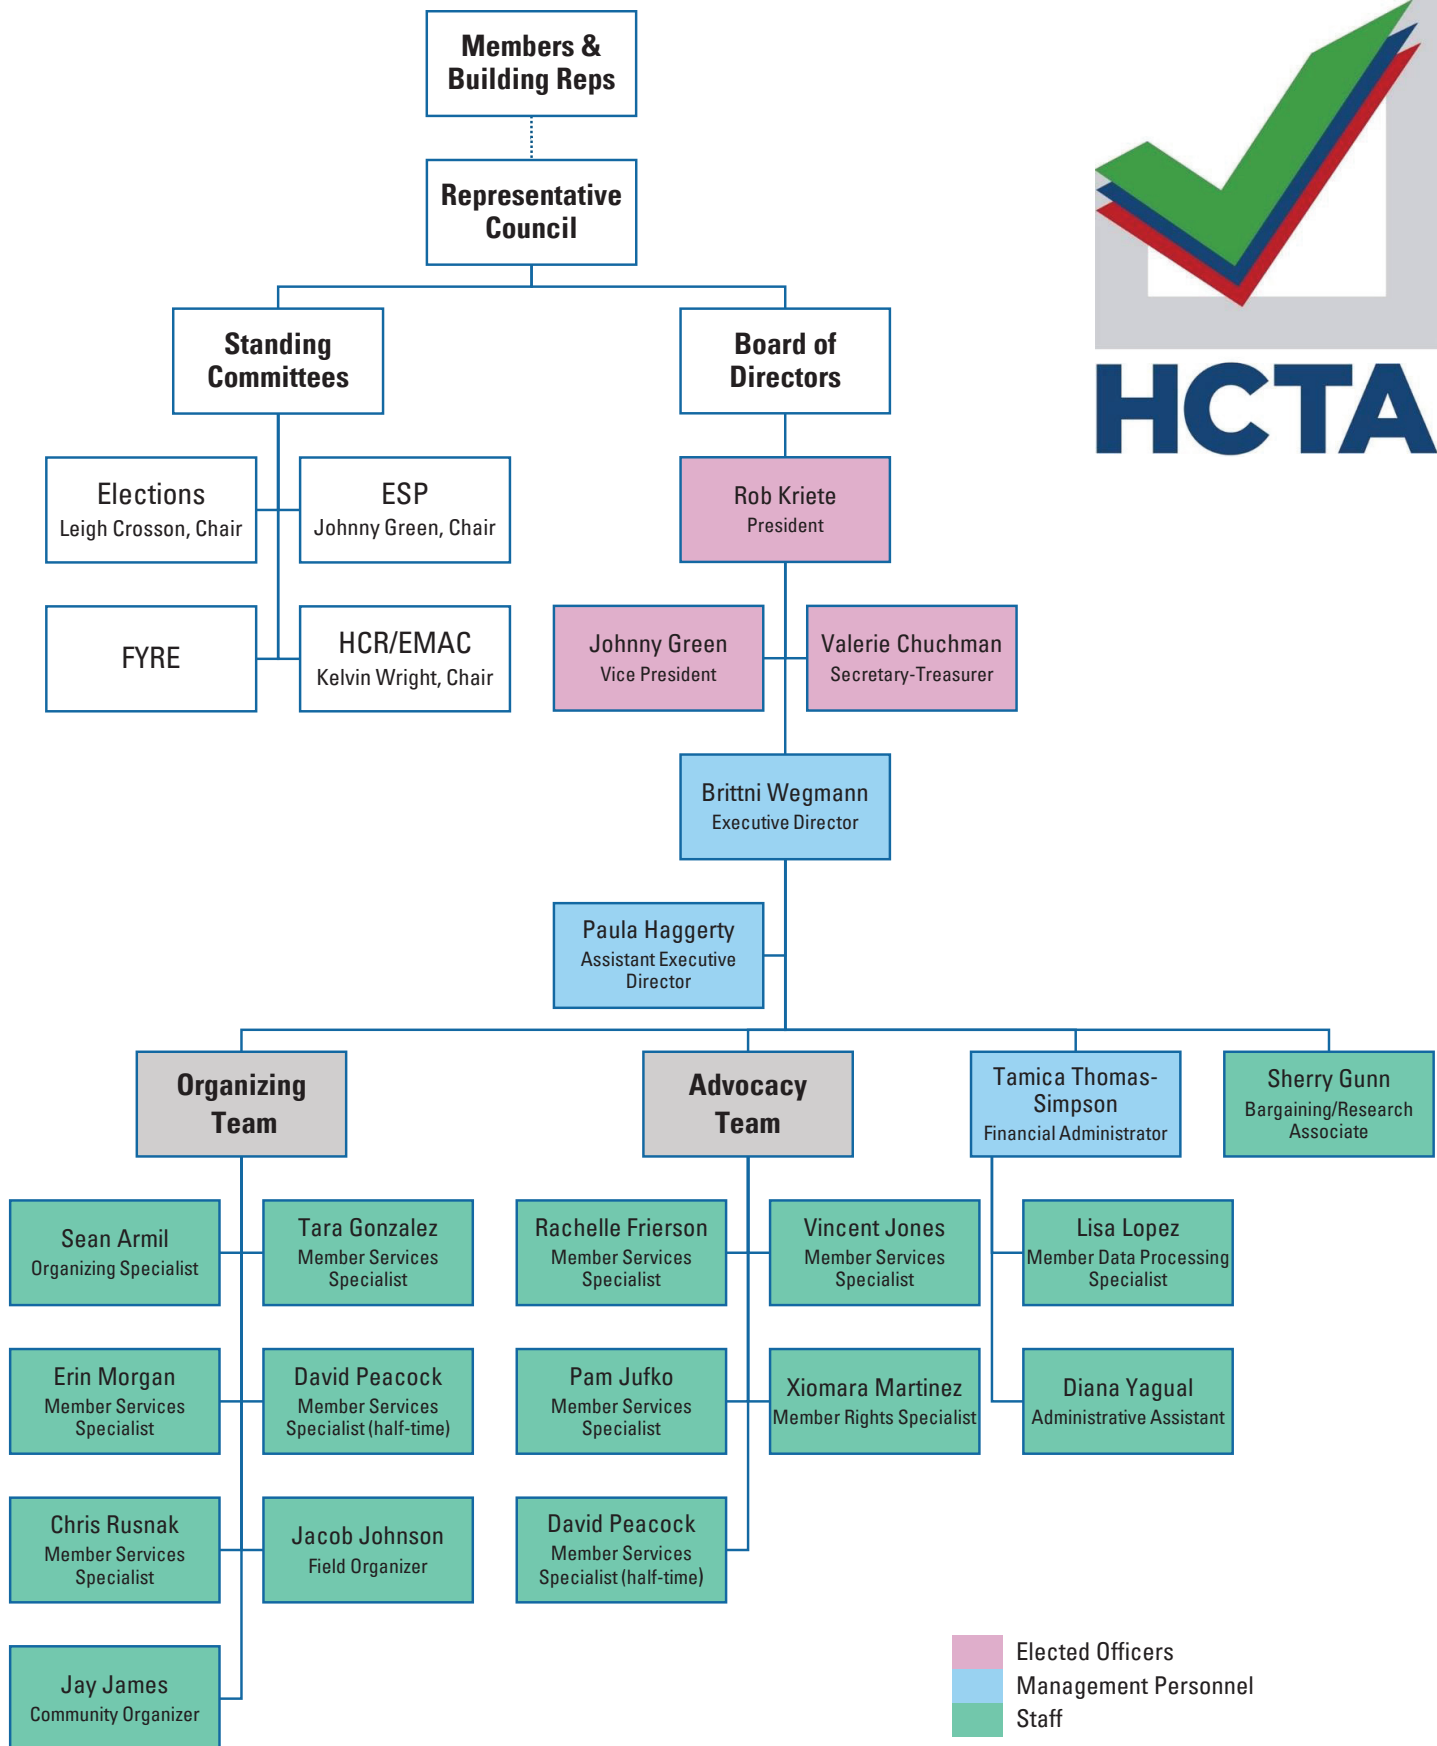 Members &
Building Reps
Representative
Council
Standing
Committees
Board of
Directors
HCTA
Elections
Leigh Crosson, Chair
ESP
Johnny Green, Chair
Rob Kriete
President
FYRE
HCR/EMAC
Kelvin Wright, Chair
Johnny Green
Vice President
Valerie Chuchman
Secretary-Treasurer
Brittni Wegmann
Executive Director
Paula Haggerty
Assistant Executive
Director
Organizing
Team
Advocacy
Team
Tamica Thomas-
Simpson
Financial Administrator
Sherry Gunn
Bargaining/Research
Associate
Sean Armil
Organizing Specialist
Tara Gonzalez
Member Services
Specialist
Rachelle Frierson
Member Services
Specialist
Vincent Jones
Member Services
Specialist
Lisa Lopez
Member Data Processing
Specialist
Erin Morgan
Member Services
Specialist
David Peacock
Member Services
Specialist (half-time)
Pam Jufko
Member Services
Specialist
Xiomara Martinez
Member Rights Specialist
Diana Yagual
Administrative Assistant
Chris Rusnak
Member Services
Specialist
Jacob Johnson
Field Organizer
David Peacock
Member Services
Specialist (half-time)
Jay James
Community Organizer
Elected Officers
Management Personnel
Staff